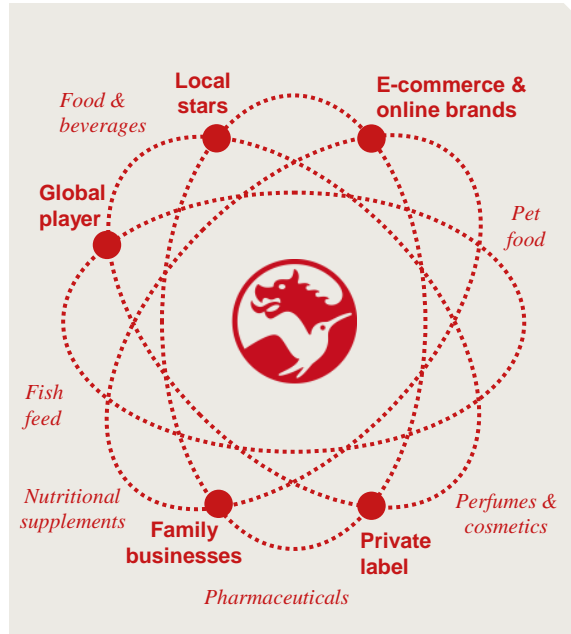 Local
stars
E-commerce &
online brands
Food &
beverages
Global
player
Pet
food
Fish
feed
Nutritional
supplements
Family
businesses
Private
label
Perfumes &
cosmetics
Pharmaceuticals